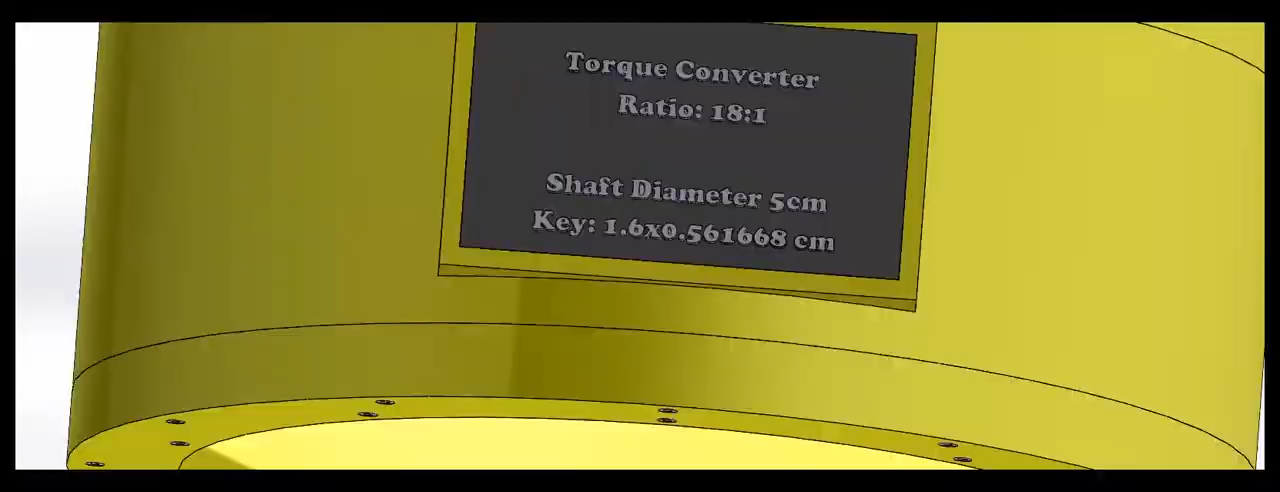 Torque Converter
Ratio: 18:1
Shaft Diameter 5cm
Key: 1.6x0.561668 cm